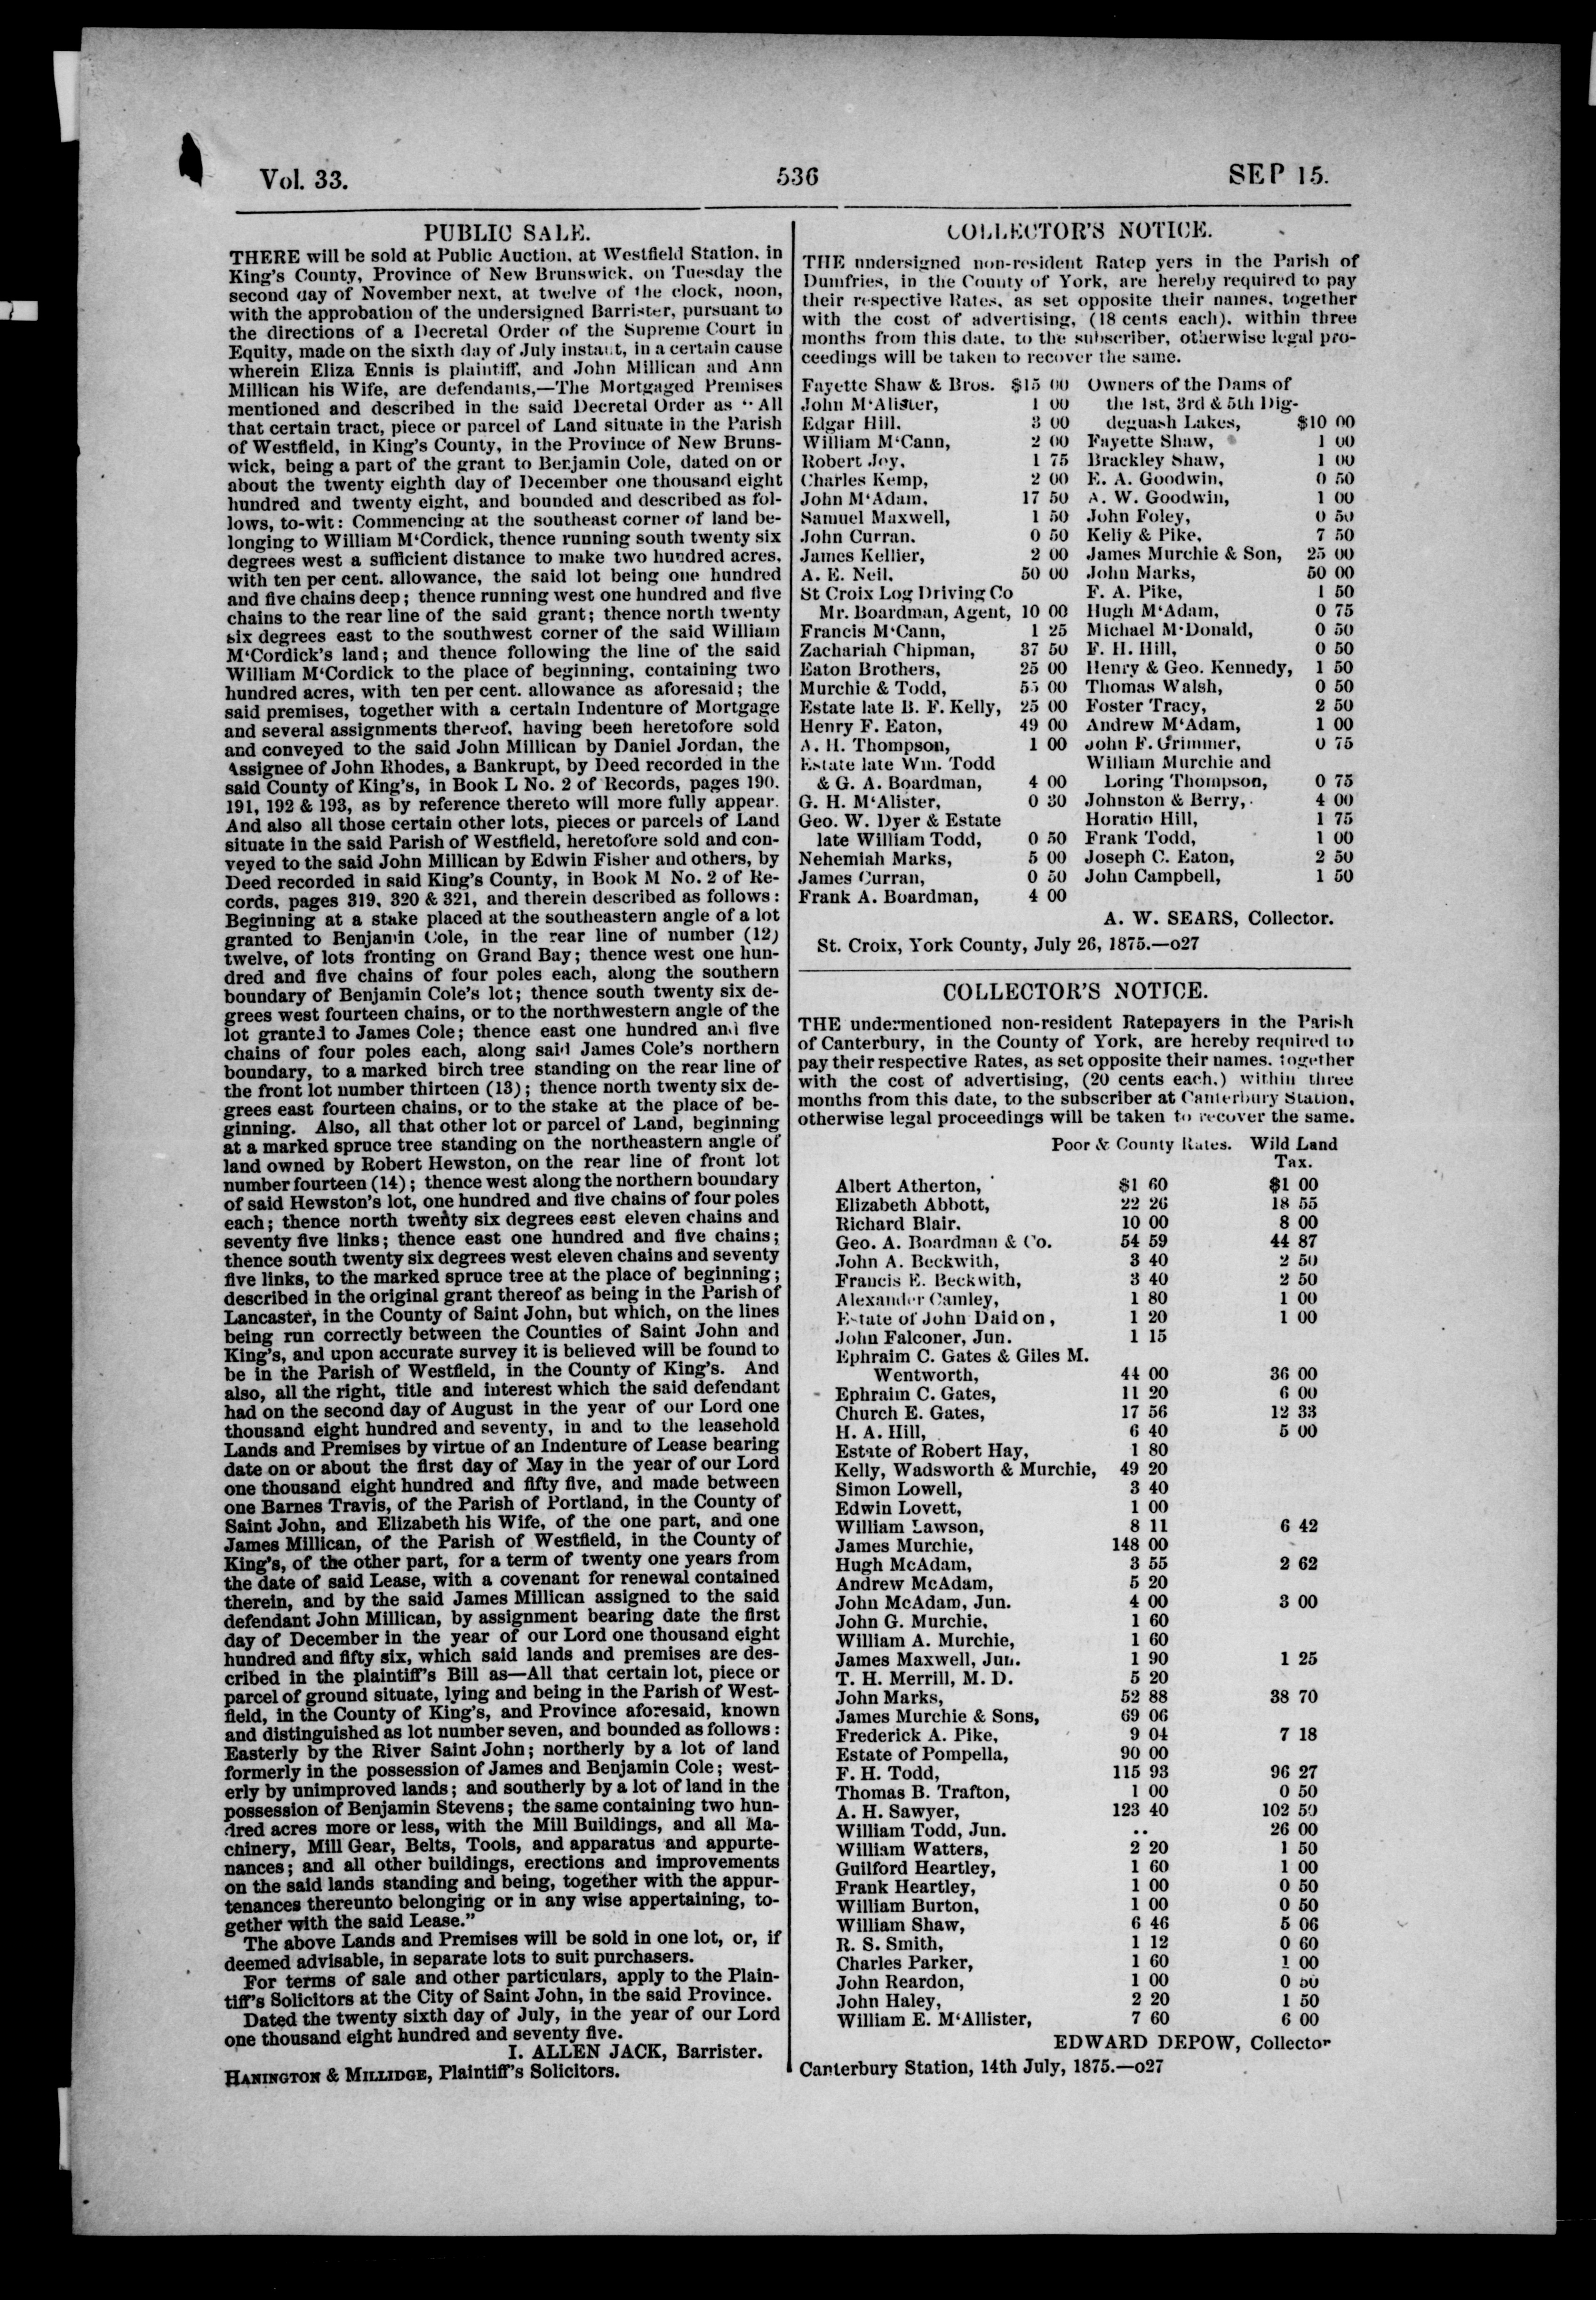 Vol. 33.
536
SEP 15.
PUBLIC SALE.
THERE will be sold at Public Auction, at Westfield Station, in
King's County, Province of New Brunswick, on Tuesday the
second day of November next, at twelve of the clock, noon,
with the approbation of the undersigned Barrister, pursuant to
the directions of a Decretal Order of the Supreme Court in
Equity, made on the sixth day of July instant, in a certain cause
wherein Eliza Ennis is plaintiff, and John Millican and Ann
Millican his Wife, are defendants,—The Mortgaged Premises
mentioned and described in the said Decretal Order as “All
that certain tract, piece or parcel of Land situate in the Parish
of Westfield, in King's County, in the Province of New Bruns-
wick, being a part of the grant to Benjamin Cole, dated on or
about the twenty eighth day of December one thousand eight
hundred and twenty eight, and bounded and described as fol-
lows, to-wit: Commencing at the southeast corner of land be-
longing to William M‘Cordick, thence running south twenty six
degrees west a sufficient distance to make two hundred acres,
with ten per cent. allowance, the said lot being one hundred
and five chains deep; thence running west one hundred and five
chains to the rear line of the said grant; thence north twenty
six degrees east to the southwest corner of the said William
M‘Cordick's land; and thence following the line of the said
William M‘Cordick to the place of beginning, containing two
hundred acres, with ten per cent. allowance as aforesaid; the
said premises, together with a certain Indenture of Mortgage
and several assignments thereof, having been heretofore sold
and conveyed to the said John Millican by Daniel Jordan, the
Assignee of John Rhodes, a Bankrupt, by Deed recorded in the
said County of King's, in Book L No. 2 of Records, pages 190.
191, 192 & 193, as by reference thereto will more fully appear.
And also all those certain other lots, pieces or parcels of Land
situate in the said Parish of Westfield, heretofore sold and con-
veyed to the said John Millican by Edwin Fisher and others, by
Deed recorded in said King's County, in Book M No. 2 of Re-
cords, pages 319, 320 & 321, and therein described as follows:
Beginning at a stake placed at the southeastern angle of a lot
granted to Benjamin Cole, in the rear line of number (12)
twelve, of lots fronting on Grand Bay; thence west one hun-
dred and five chains of four poles each, along the southern
boundary of Benjamin Cole's lot; thence south twenty six de-
grees west fourteen chains, or to the northwestern angle of the
lot granted to James Cole; thence east one hundred and five
chains of four poles each, along said James Cole's northern
boundary, to a marked birch tree standing on the rear line of
the front lot number thirteen (13); thence north twenty six de-
grees east fourteen chains, or to the stake at the place of be-
ginning. Also, all that other lot or parcel of Land, beginning
at a marked spruce tree standing on the northeastern angle of
land owned by Robert Hewston, on the rear line of front lot
number fourteen (14); thence west along the northern boundary
of said Hewston's lot, one hundred and five chains of four poles
each; thence north twenty six degrees east eleven chains and
seventy five links; thence east one hundred and five chains;
thence south twenty six degrees west eleven chains and seventy
five links, to the marked spruce tree at the place of beginning;
described in the original grant thereof as being in the Parish of
Lancaster, in the County of Saint John, but which, on the lines
being run correctly between the Counties of Saint John and
King's, and upon accurate survey it is believed will be found to
be in the Parish of Westfield, in the County of King's. And
also, all the right, title and interest which the said defendant
had on the second day of August in the year of our Lord one
thousand eight hundred and seventy, in and to the leasehold
Lands and Premises by virtue of an Indenture of Lease bearing
date on or about the first day of May in the year of our Lord
one thousand eight hundred and fifty five, and made between
one Barnes Travis, of the Parish of Portland, in the County of
Saint John, and Elizabeth his Wife, of the one part, and one
James Millican, of the Parish of Westfield, in the County of
King's, of the other part, for a term of twenty one years from
the date of said Lease, with a covenant for renewal contained
therein, and by the said James Millican assigned to the said
defendant John Millican, by assignment bearing date the first
day of December in the year of our Lord one thousand eight
hundred and fifty six, which said lands and premises are des-
cribed in the plaintiff's Bill as—All that certain lot, piece or
parcel of ground situate, lying and being in the Parish of West-
field, in the County of King's, and Province aforesaid, known
and distinguished as lot number seven, and bounded as follows:
Easterly by the River Saint John; northerly by a lot of land
formerly in the possession of James and Benjamin Cole; west-
erly by unimproved lands; and southerly by a lot of land in the
possession of Benjamin Stevens; the same containing two hun-
dred acres more or less, with the Mill Buildings, and all Ma-
chinery, Mill Gear, Belts, Tools, and apparatus and appurte-
nances; and all other buildings, erections and improvements
on the said lands standing and being, together with the appur-
tenances thereunto belonging or in any wise appertaining, to-
gether with the said Lease.”
The above Lands and Premises will be sold in one lot, or, if
deemed advisable, in separate lots to suit purchasers.
For terms of sale and other particulars, apply to the Plain-
tiff's Solicitors at the City of Saint John, in the said Province.
Dated the twenty sixth day of July, in the year of our Lord
one thousand eight hundred and seventy five.
I. ALLEN JACK, Barrister.
HANINGTON & MILLIDGE, Plaintiff's Solicitors.
COLLECTOR'S NOTICE.
THE undersigned non-resident Ratep yers in the Parish of
Dumfries, in the County of York, are hereby required to pay
their respective Rates, as set opposite their names, together
with the cost of advertising, (18 cents each), within three
months from this date, to the subscriber, otherwise legal pro-
ceedings will be taken to recover the same.
Fayette Shaw & Bros. $15 00
John M‘Alister, 1 00
Edgar Hill, 3 00
William M‘Cann, 2 00
Robert Joy, 1 75
Charles Kemp, 2 00
John M‘Adam, 17 50
Samuel Maxwell, 1 50
John Curran, 0 50
James Kellier, 2 00
A. E. Neil, 50 00
St Croix Log Driving Co
Mr. Boardman, Agent, 10 00
Francis M‘Cann, 1 25
Zachariah Chipman, 37 50
Eaton Brothers, 25 00
Murchie & Todd, 55 00
Estate late B. F. Kelly, 25 00
Henry F. Eaton, 49 00
A. H. Thompson, 1 00
Estate late Wm. Todd
& G. A. Boardman, 4 00
G. H. M‘Alister, 0 30
Geo. W. Dyer & Estate
late William Todd, 0 50
Nehemiah Marks, 5 00
James Curran, 0 50
Frank A. Boardman, 4 00
Owners of the Dams of
the 1st, 3rd & 5th Dig-
deguash Lakes, $10 00
Fayette Shaw, 1 00
Brackley Shaw, 1 00
E. A. Goodwin, 0 50
A. W. Goodwin, 1 00
John Foley, 0 50
Kelly & Pike, 7 50
James Murchie & Son, 25 00
John Marks, 50 00
F. A. Pike, 1 50
Hugh M‘Adam, 0 75
Michael M‘Donald, 0 50
F. H. Hill, 0 50
Henry & Geo. Kennedy, 1 50
Thomas Walsh, 0 50
Foster Tracy, 2 50
Andrew M‘Adam, 1 00
John F. Grimmer, 0 75
William Murchie and
Loring Thompson, 0 75
Johnston & Berry, 4 00
Horatio Hill, 1 75
Frank Todd, 1 00
Joseph C. Eaton, 2 50
John Campbell, 1 50
A. W. SEARS, Collector.
St. Croix, York County, July 26, 1875.—o27
COLLECTOR'S NOTICE.
THE undermentioned non-resident Ratepayers in the Parish
of Canterbury, in the County of York, are hereby required to
pay their respective Rates, as set opposite their names, together
with the cost of advertising, (20 cents each,) within three
months from this date, to the subscriber at Canterbury Station,
otherwise legal proceedings will be taken to recover the same.
Poor & County Rates. Wild Land
Tax.
Albert Atherton, $1 60 $1 00
Elizabeth Abbott, 22 26 18 55
Richard Blair, 10 00 8 00
Geo. A. Boardman & Co. 54 59 44 87
John A. Beckwith, 3 40 2 50
Francis E. Beckwith, 3 40 2 50
Alexander Camley, 1 80 1 00
Estate of John Daid on, 1 20 1 00
John Falconer, Jun. 1 15
Ephraim C. Gates & Giles M.
Wentworth, 44 00 36 00
Ephraim C. Gates, 11 20 6 00
Church E. Gates, 17 56 12 33
H. A. Hill, 6 40 5 00
Estate of Robert Hay, 1 80
Kelly, Wadsworth & Murchie, 49 20
Simon Lowell, 3 40
Edwin Lovett, 1 00
William Lawson, 8 11 6 42
James Murchie, 148 00
Hugh McAdam, 3 55 2 62
Andrew McAdam, 5 20
John McAdam, Jun. 4 00 3 00
John G. Murchie, 1 60
William A. Murchie, 1 60
James Maxwell, Jun. 1 90 1 25
T. H. Merrill, M. D. 5 20
John Marks, 52 88 38 70
James Murchie & Sons, 69 06
Frederick A. Pike, 9 04 7 18
Estate of Pompella, 90 00
F. H. Todd, 115 93 96 27
Thomas B. Trafton, 1 00 0 50
A. H. Sawyer, 123 40 102 50
William Todd, Jun. .. 26 00
William Watters, 2 20 1 50
Guilford Heartley, 1 60 1 00
Frank Heartley, 1 00 0 50
William Burton, 1 00 0 50
William Shaw, 6 46 5 06
R. S. Smith, 1 12 0 60
Charles Parker, 1 60 1 00
John Reardon, 1 00 0 50
John Haley, 2 20 1 50
William E. M‘Allister, 7 60 6 00
EDWARD DEPOW, Collector
Canterbury Station, 14th July, 1875.—o27